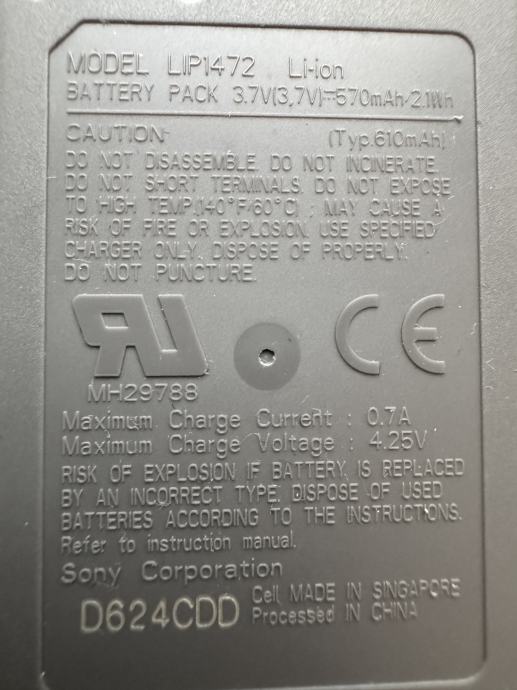 MODEL LIP1472 Li-ion
BATTERY PACK 3.7V(3,7V)⎓570mAh/2.1Wh
CAUTION (Typ.610mAh)
DO NOT DISASSEMBLE. DO NOT INCINERATE.
DO NOT SHORT TERMINALS. DO NOT EXPOSE
TO HIGH TEMP.(140°F/60°C). MAY CAUSE A
RISK OF FIRE OR EXPLOSION. USE SPECIFIED
CHARGER ONLY. DISPOSE OF PROPERLY.
DO NOT PUNCTURE.
RU CE
MH29788
Maximum Charge Current : 0.7A
Maximum Charge Voltage : 4.25V
RISK OF EXPLOSION IF BATTERY IS REPLACED
BY AN INCORRECT TYPE. DISPOSE OF USED
BATTERIES ACCORDING TO THE INSTRUCTIONS.
Refer to instruction manual.
Sony Corporation
D624CDD Cell MADE IN SINGAPORE
Processed IN CHINA